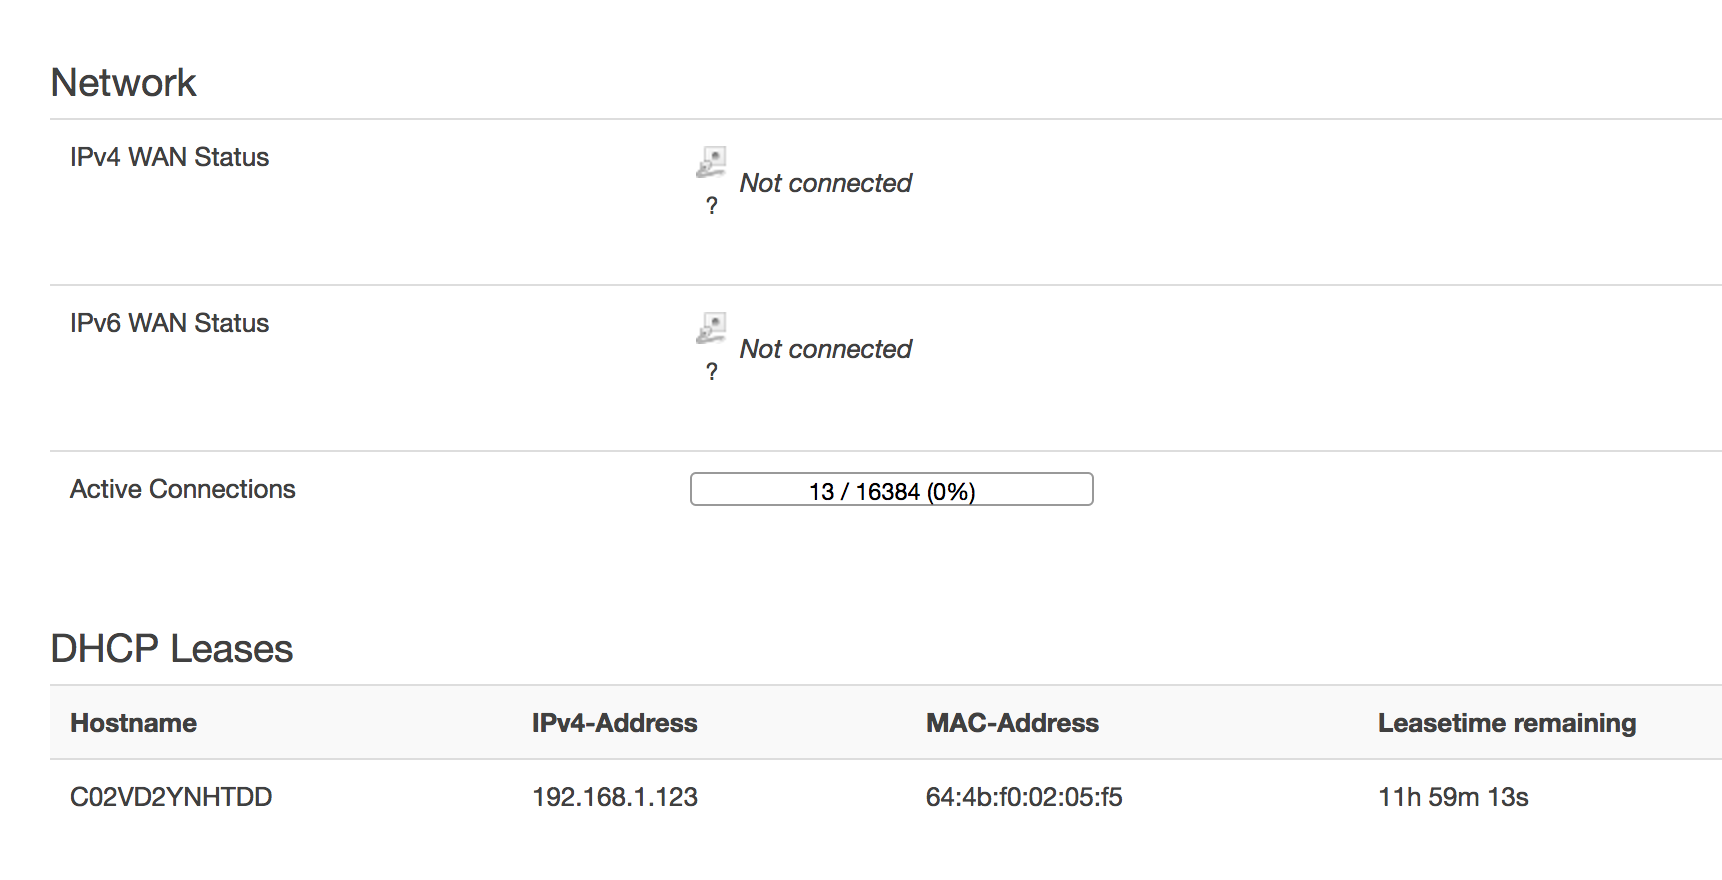 Network
IPv4 WAN Status
Not connected
?
IPv6 WAN Status
Not connected
?
Active Connections
13 / 16384 (0%)
DHCP Leases
Hostname IPv4-Address MAC-Address Leasetime remaining
C02VD2YNHTDD 192.168.1.123 64:4b:f0:02:05:f5 11h 59m 13s